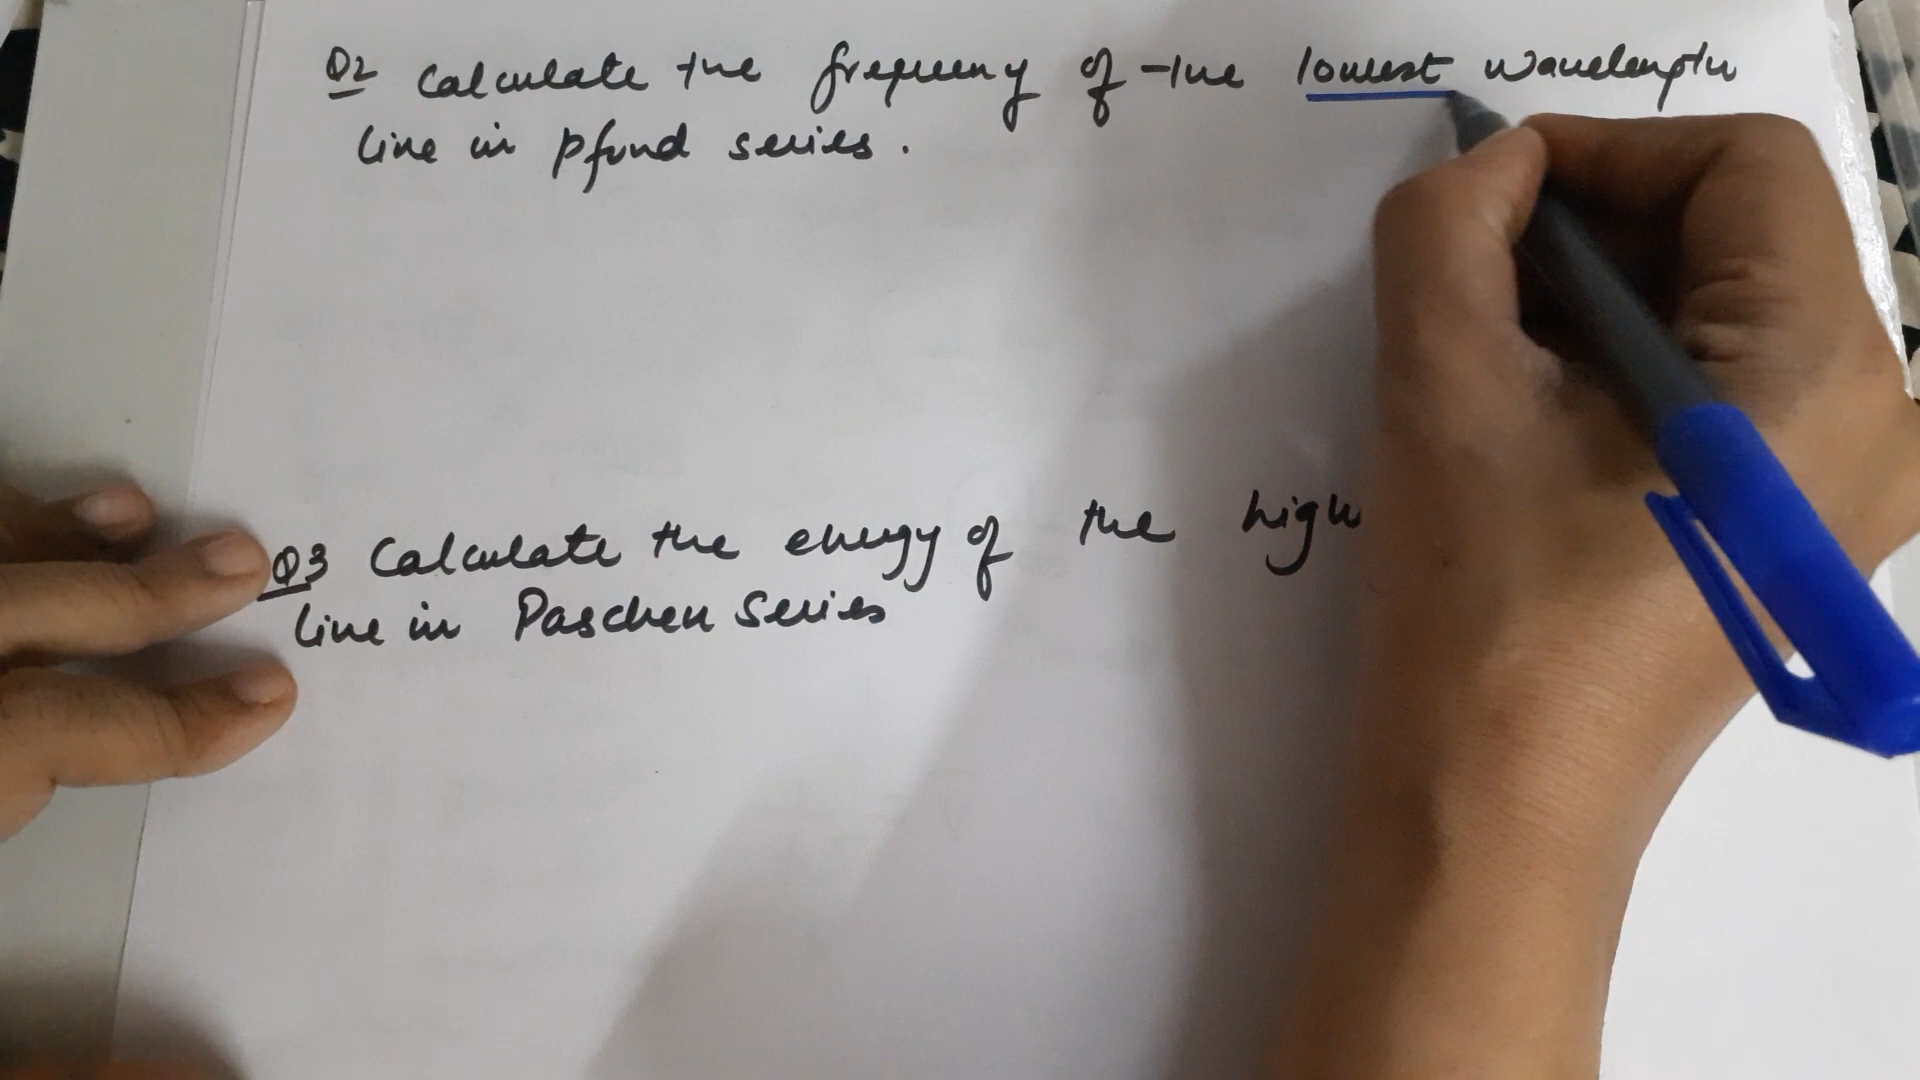 Q2 Calculate the frequency of the lowest wavelength
line in pfund series.
Q3 Calculate the energy of the high
line in Paschen Series